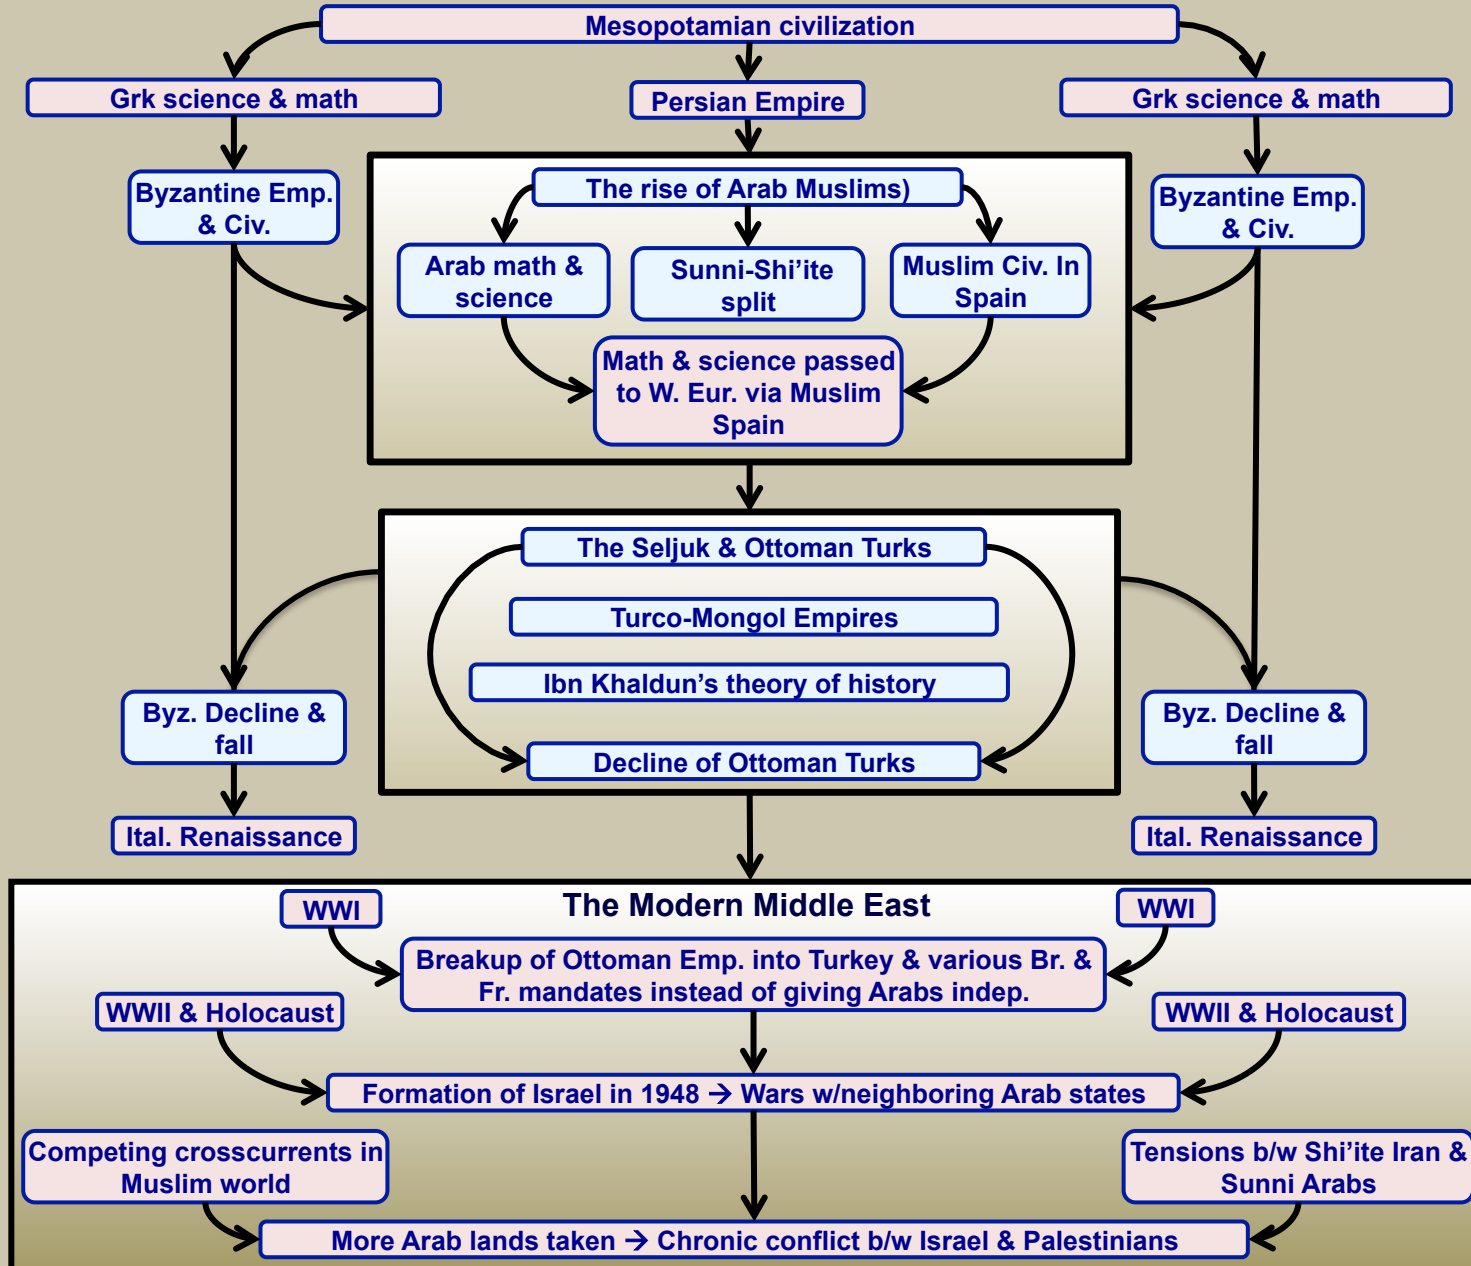 Mesopotamian civilization
Grk science & math
Persian Empire
Grk science & math
Byzantine Emp.
& Civ.
The rise of Arab Muslims)
Byzantine Emp.
& Civ.
Arab math &
science
Sunni-Shi’ite
split
Muslim Civ. In
Spain
Math & science passed
to W. Eur. via Muslim
Spain
The Seljuk & Ottoman Turks
Turco-Mongol Empires
Ibn Khaldun’s theory of history
Decline of Ottoman Turks
Byz. Decline &
fall
Byz. Decline &
fall
Ital. Renaissance
Ital. Renaissance
The Modern Middle East
WWI
WWI
Breakup of Ottoman Emp. into Turkey & various Br. &
Fr. mandates instead of giving Arabs indep.
WWII & Holocaust
WWII & Holocaust
Formation of Israel in 1948 → Wars w/neighboring Arab states
Competing crosscurrents in
Muslim world
Tensions b/w Shi’ite Iran &
Sunni Arabs
More Arab lands taken → Chronic conflict b/w Israel & Palestinians